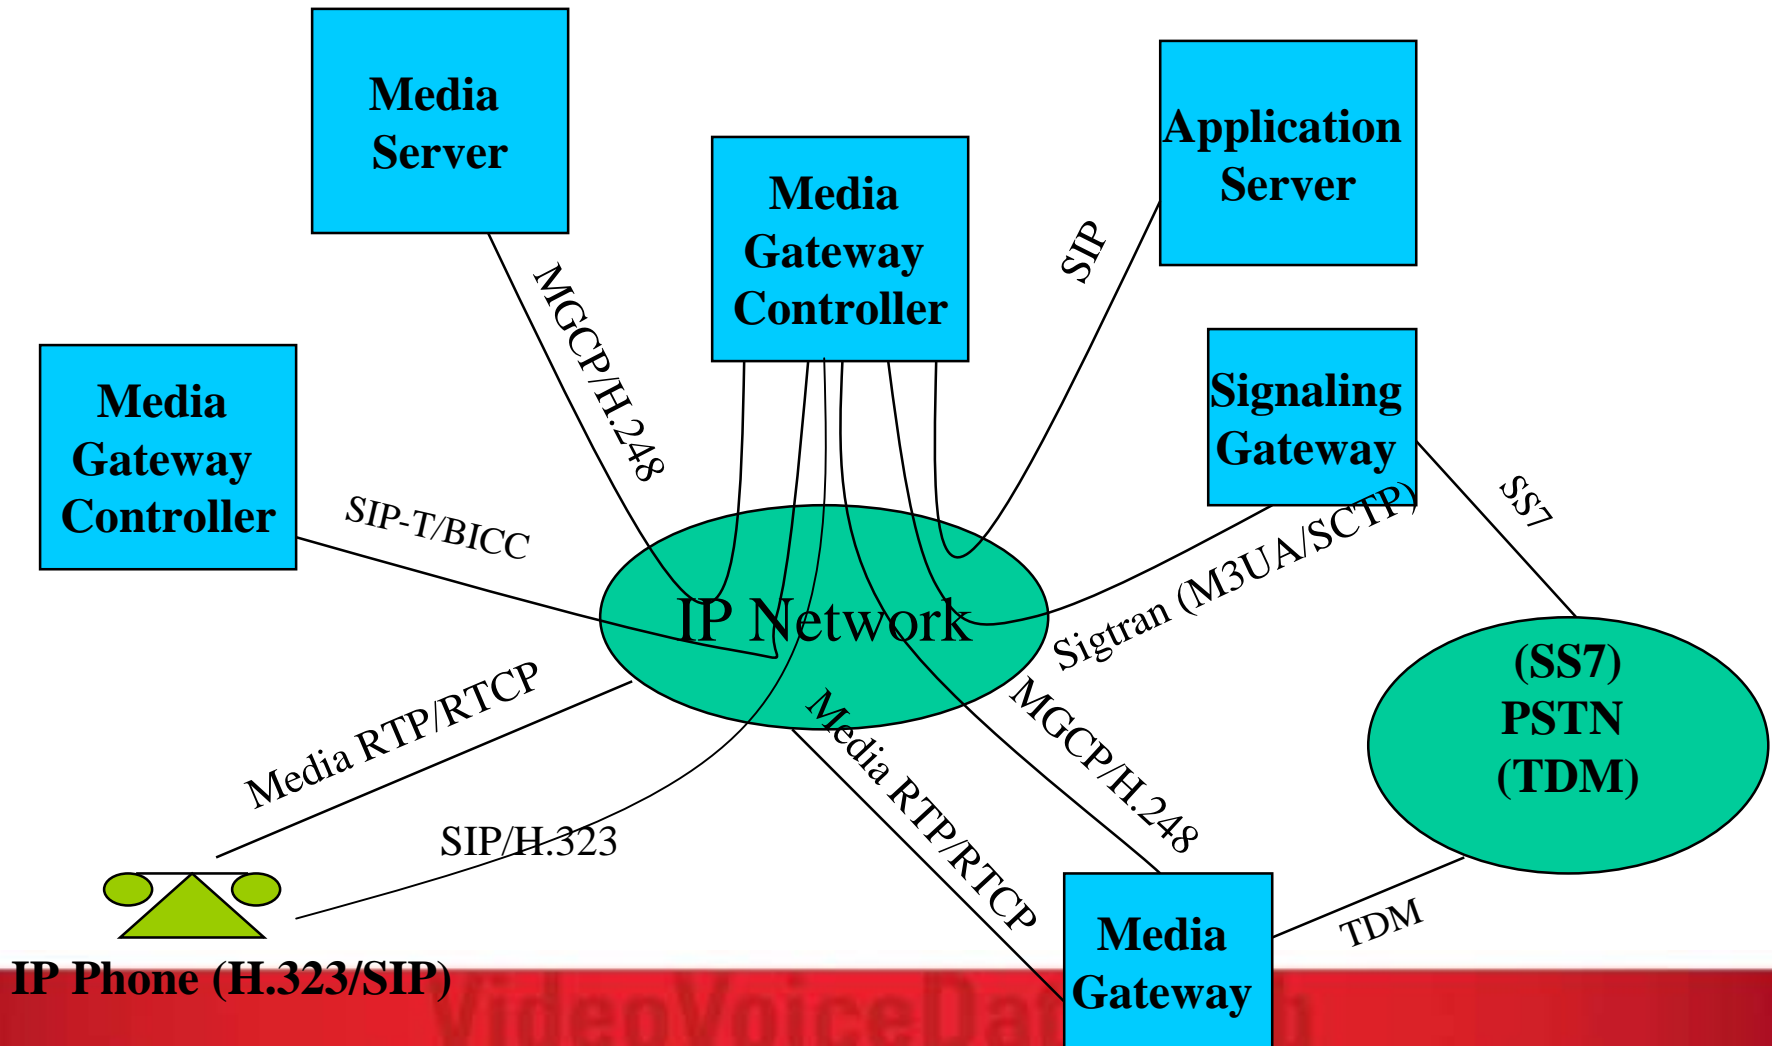 Media
Server
Media
Gateway
Controller
Application
Server
SIP
MGCP/H.248
Media
Gateway
Controller
Signaling
Gateway
SIP-T/BICC
SS7
Sigtran (M3UA/SCTP)
IP Network
(SS7)
PSTN
(TDM)
Media RTP/RTCP
MGCP/H.248
Media RTP/RTCP
SIP/H.323
TDM
Media
Gateway
IP Phone (H.323/SIP)
VideoVoiceDat